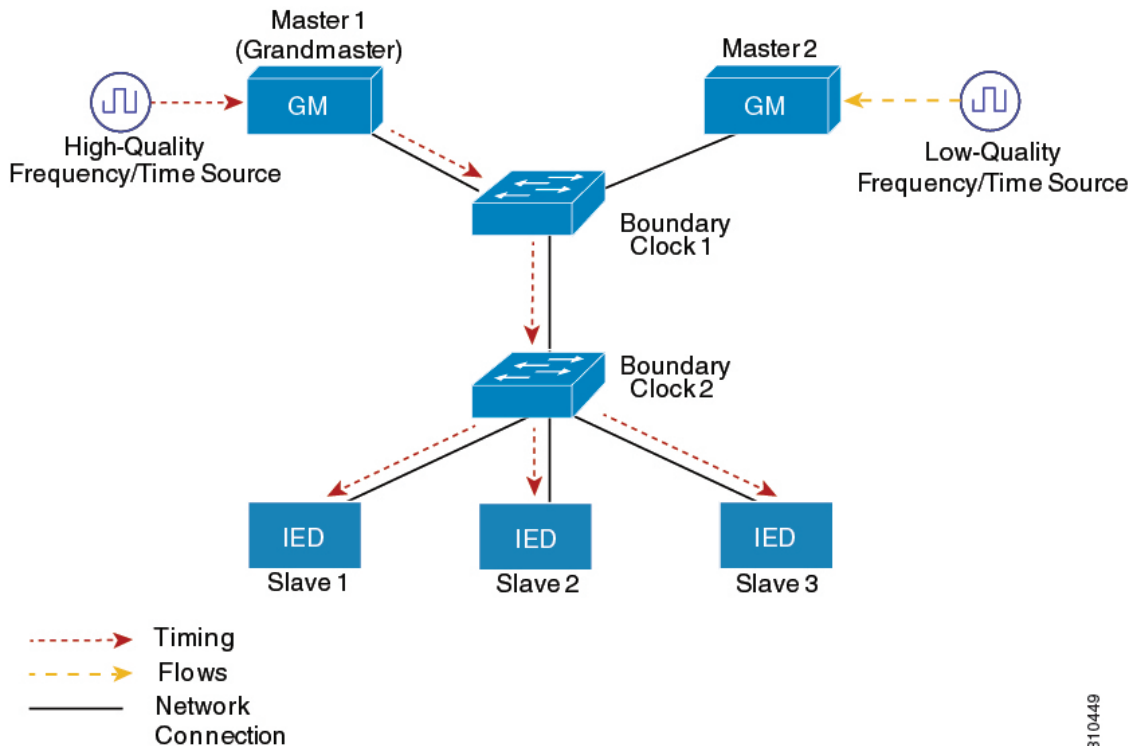 Master 1
(Grandmaster)
Master 2
GM
GM
High-Quality
Frequency/Time Source
Low-Quality
Frequency/Time Source
Boundary
Clock 1
Boundary
Clock 2
IED
IED
IED
Slave 1
Slave 2
Slave 3
Timing
Flows
Network
Connection
310449